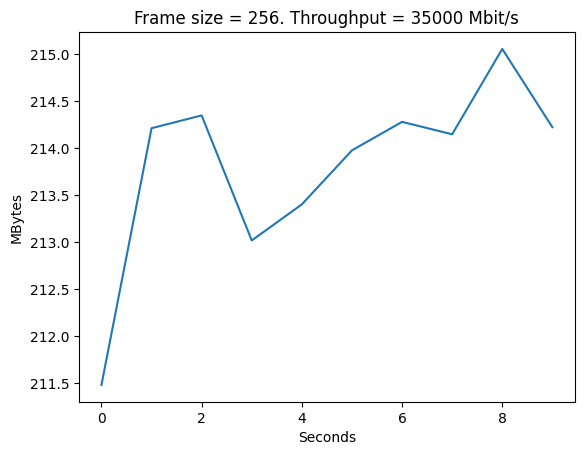 Frame size = 256. Throughput = 35000 Mbit/s
215.0
214.5
214.0
213.5
213.0
212.5
212.0
211.5
MBytes
0 2 4 6 8
Seconds